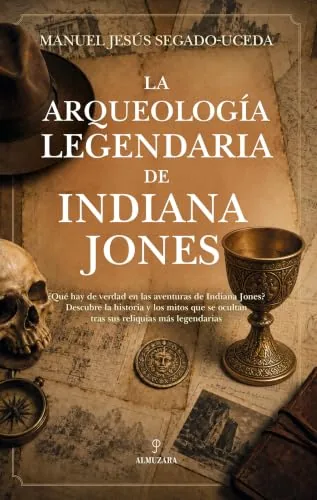 MANUEL JESÚS SEGADO-UCEDA
LA
ARQUEOLOGÍA
LEGENDARIA
DE
INDIANA
JONES
¿Qué hay de verdad en las aventuras de Indiana Jones?
Descubre la historia y los mitos que se ocultan
tras sus reliquias más legendarias
ALMUZARA